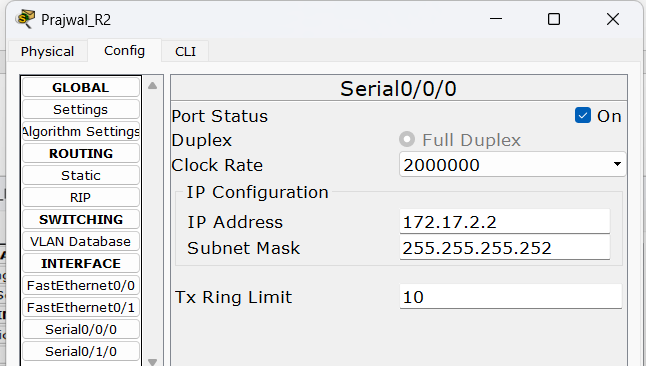 Prajwal_R2
Physical Config CLI
GLOBAL
Settings
Algorithm Settings
ROUTING
Static
RIP
SWITCHING
VLAN Database
INTERFACE
FastEthernet0/0
FastEthernet0/1
Serial0/0/0
Serial0/1/0
Serial0/0/0
Port Status On
Duplex Full Duplex
Clock Rate 2000000
IP Configuration
IP Address 172.17.2.2
Subnet Mask 255.255.255.252
Tx Ring Limit 10